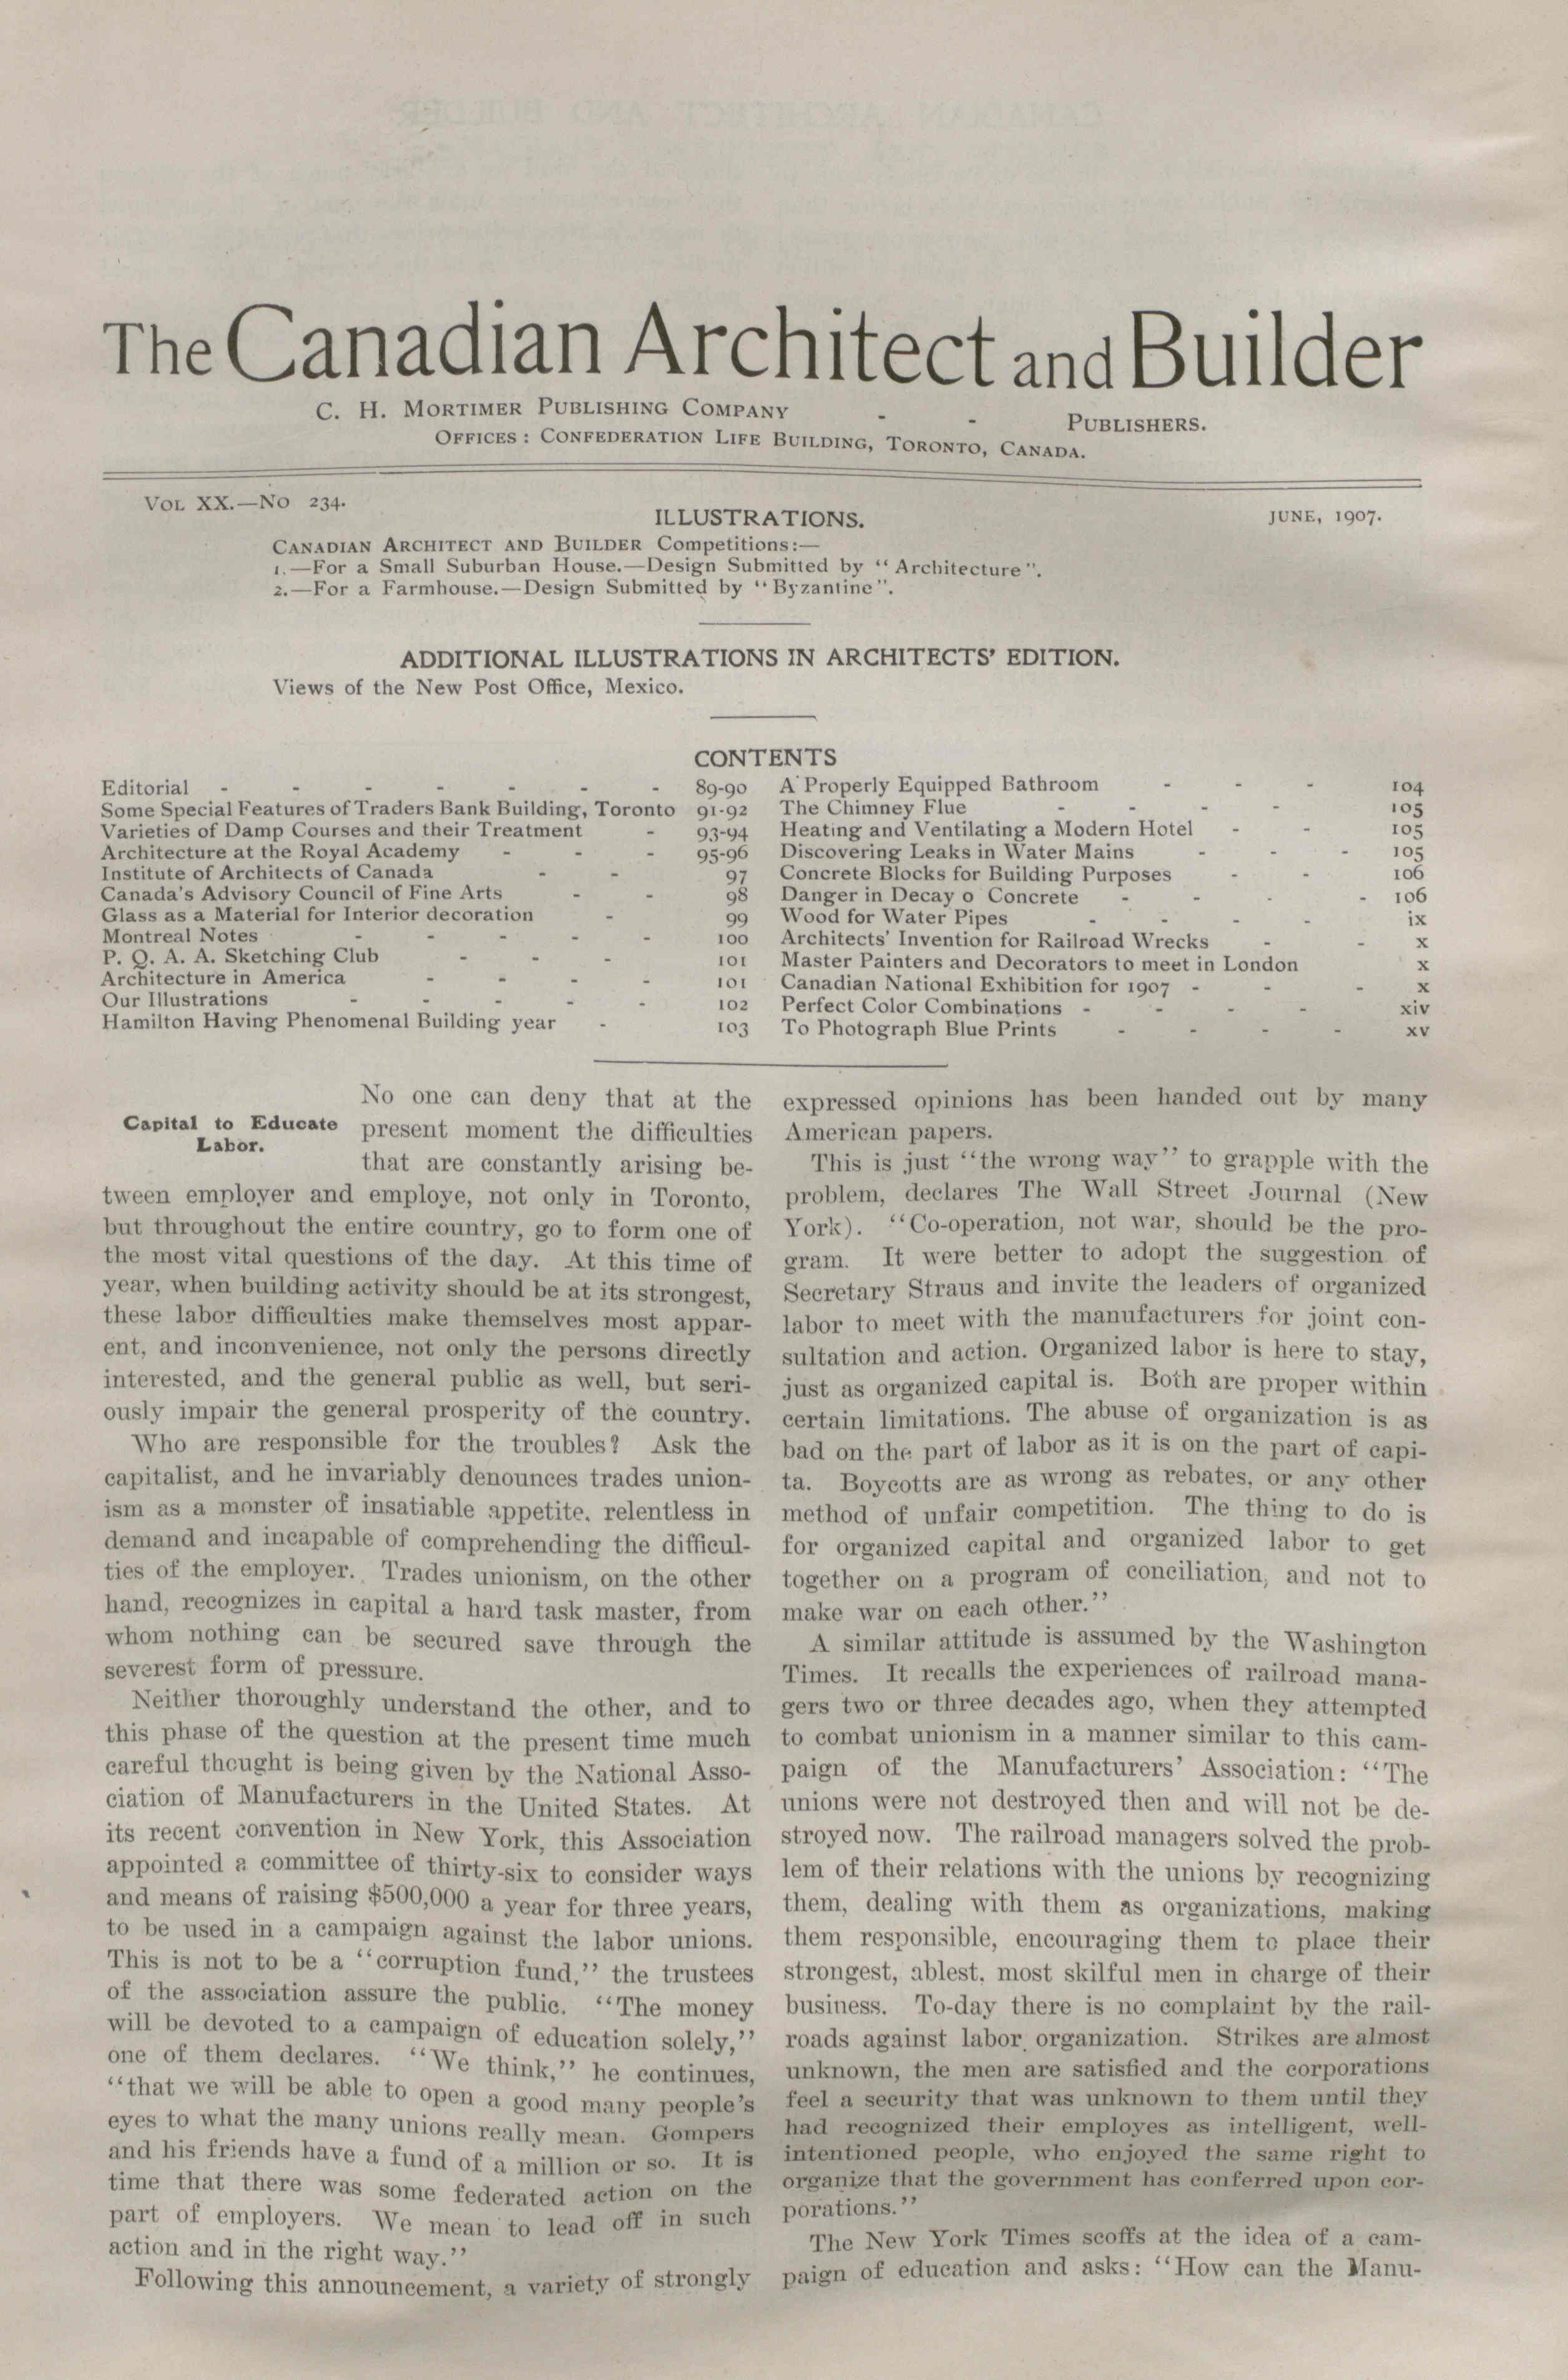 The Canadian Architect and Builder
C. H. MORTIMER PUBLISHING COMPANY - - PUBLISHERS.
OFFICES : CONFEDERATION LIFE BUILDING, TORONTO, CANADA.
VOL XX.—NO 234.
JUNE, 1907.
ILLUSTRATIONS.
CANADIAN ARCHITECT AND BUILDER Competitions:—
1.—For a Small Suburban House.—Design Submitted by "Architecture".
2.—For a Farmhouse.—Design Submitted by "Byzantine".
ADDITIONAL ILLUSTRATIONS IN ARCHITECTS' EDITION.
Views of the New Post Office, Mexico.
CONTENTS
Editorial - - - - - - - 89-90
Some Special Features of Traders Bank Building, Toronto 91-92
Varieties of Damp Courses and their Treatment - 93-94
Architecture at the Royal Academy - - - 95-96
Institute of Architects of Canada - - 97
Canada's Advisory Council of Fine Arts - - 98
Glass as a Material for Interior decoration - 99
Montreal Notes - - - - - 100
P. Q. A. A. Sketching Club - - - 101
Architecture in America - - - - 101
Our Illustrations - - - - - 102
Hamilton Having Phenomenal Building year - 103
A Properly Equipped Bathroom - - - 104
The Chimney Flue - - - - 105
Heating and Ventilating a Modern Hotel - - 105
Discovering Leaks in Water Mains - - - 105
Concrete Blocks for Building Purposes - - 106
Danger in Decay o Concrete - - - - 106
Wood for Water Pipes - - - - ix
Architects' Invention for Railroad Wrecks - - x
Master Painters and Decorators to meet in London x
Canadian National Exhibition for 1907 - - - x
Perfect Color Combinations - - - - xiv
To Photograph Blue Prints - - - - xv
Capital to Educate
Labor.
No one can deny that at the
present moment the difficulties
that are constantly arising be-
tween employer and employe, not only in Toronto,
but throughout the entire country, go to form one of
the most vital questions of the day. At this time of
year, when building activity should be at its strongest,
these labor difficulties make themselves most appar-
ent, and inconvenience, not only the persons directly
interested, and the general public as well, but seri-
ously impair the general prosperity of the country.
Who are responsible for the troubles? Ask the
capitalist, and he invariably denounces trades union-
ism as a monster of insatiable appetite, relentless in
demand and incapable of comprehending the difficul-
ties of the employer. Trades unionism, on the other
hand, recognizes in capital a hard task master, from
whom nothing can be secured save through the
severest form of pressure.
Neither thoroughly understand the other, and to
this phase of the question at the present time much
careful thought is being given by the National Asso-
ciation of Manufacturers in the United States. At
its recent convention in New York, this Association
appointed a committee of thirty-six to consider ways
and means of raising $500,000 a year for three years,
to be used in a campaign against the labor unions.
This is not to be a "corruption fund," the trustees
of the association assure the public. "The money
will be devoted to a campaign of education solely,"
one of them declares. "We think," he continues,
"that we will be able to open a good many people's
eyes to what the many unions really mean. Gompers
and his friends have a fund of a million or so. It is
time that there was some federated action on the
part of employers. We mean to lead off in such
action and in the right way."
Following this announcement, a variety of strongly
expressed opinions has been handed out by many
American papers.
This is just "the wrong way" to grapple with the
problem, declares The Wall Street Journal (New
York). "Co-operation, not war, should be the pro-
gram. It were better to adopt the suggestion of
Secretary Straus and invite the leaders of organized
labor to meet with the manufacturers for joint con-
sultation and action. Organized labor is here to stay,
just as organized capital is. Both are proper within
certain limitations. The abuse of organization is as
bad on the part of labor as it is on the part of capi-
ta. Boycotts are as wrong as rebates, or any other
method of unfair competition. The thing to do is
for organized capital and organized labor to get
together on a program of conciliation, and not to
make war on each other."
A similar attitude is assumed by the Washington
Times. It recalls the experiences of railroad mana-
gers two or three decades ago, when they attempted
to combat unionism in a manner similar to this cam-
paign of the Manufacturers' Association: "The
unions were not destroyed then and will not be de-
stroyed now. The railroad managers solved the prob-
lem of their relations with the unions by recognizing
them, dealing with them as organizations, making
them responsible, encouraging them to place their
strongest, ablest, most skilful men in charge of their
business. To-day there is no complaint by the rail-
roads against labor organization. Strikes are almost
unknown, the men are satisfied and the corporations
feel a security that was unknown to them until they
had recognized their employes as intelligent, well-
intentioned people, who enjoyed the same right to
organize that the government has conferred upon cor-
porations."
The New York Times scoffs at the idea of a cam-
paign of education and asks: "How can the Manu-